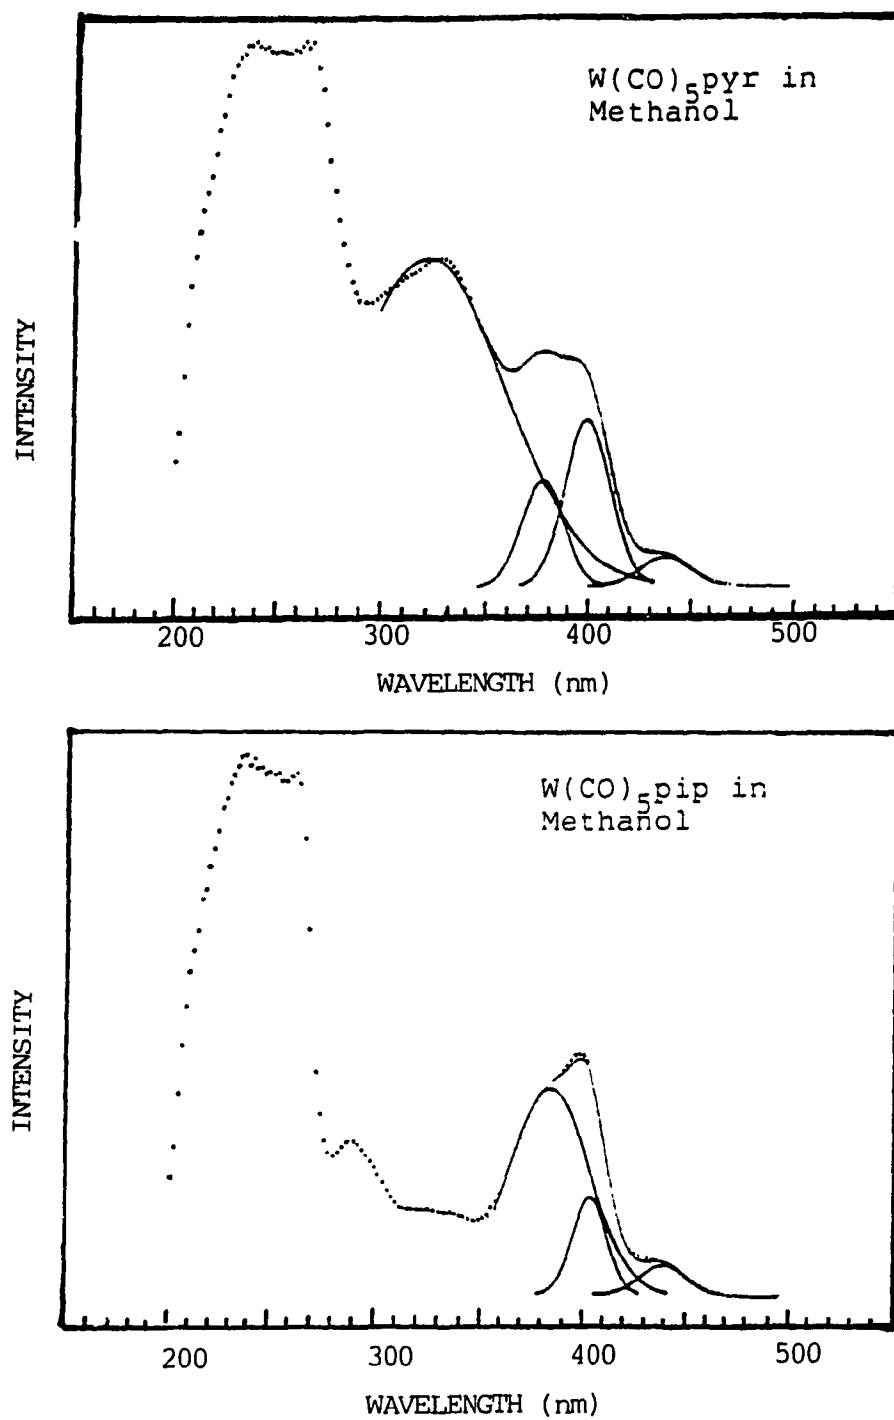 W(CO)5pyr in
Methanol
INTENSITY
200 300 400 500
WAVELENGTH (nm)
W(CO)5pip in
Methanol
INTENSITY
200 300 400 500
WAVELENGTH (nm)